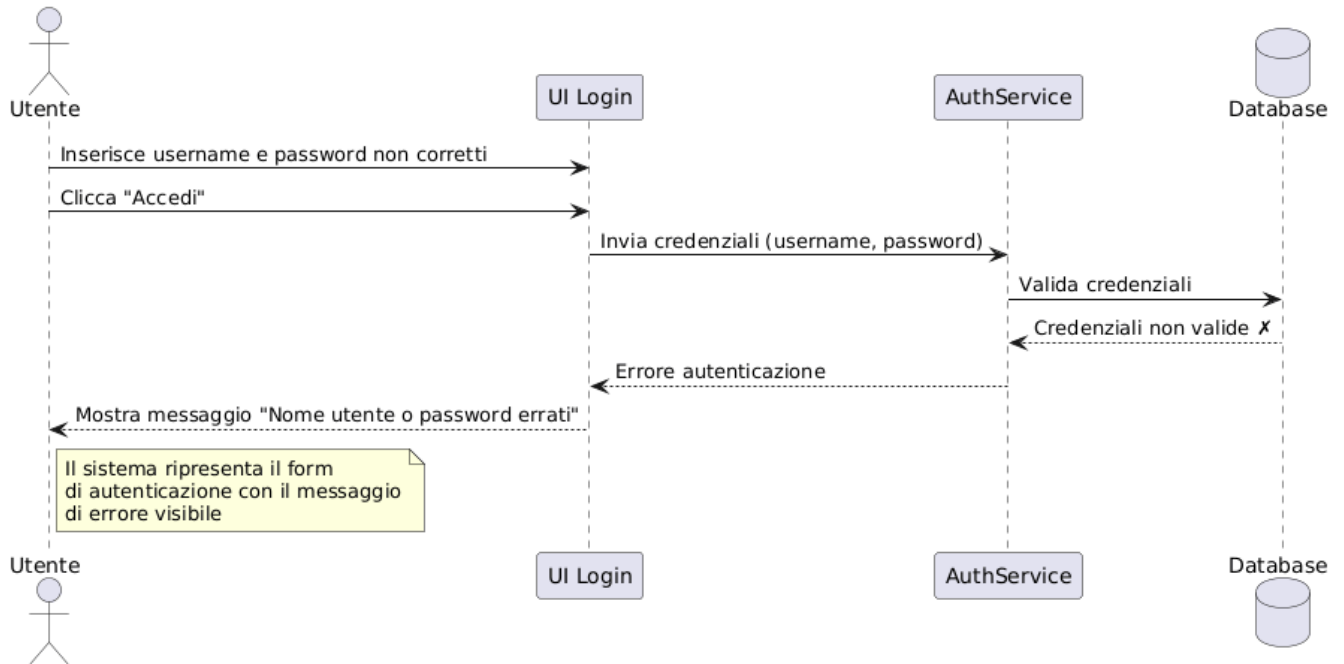 Utente
UI Login
AuthService
Database
Inserisce username e password non corretti
Clicca "Accedi"
Invia credenziali (username, password)
Valida credenziali
Credenziali non valide ✗
Errore autenticazione
Mostra messaggio "Nome utente o password errati"
Il sistema ripresenta il form
di autenticazione con il messaggio
di errore visibile
Utente
UI Login
AuthService
Database